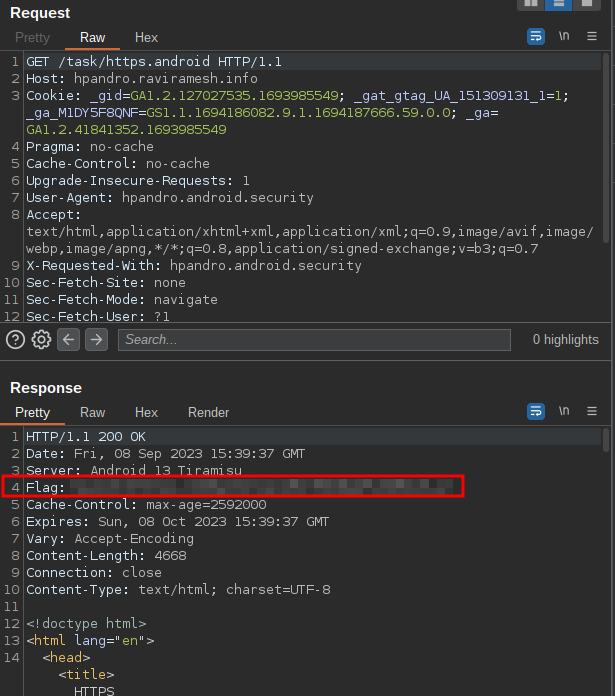 Request
Pretty Raw Hex
\n
1 GET /task/https.android HTTP/1.1
2 Host: hpandro.raviramesh.info
3 Cookie: _gid=GA1.2.127027535.1693985549; _gat_gtag_UA_151309131_1=1;
_ga_M1DY5F8QNF=GS1.1.1694186082.9.1.1694187666.59.0.0; _ga=
GA1.2.41841352.1693985549
4 Pragma: no-cache
5 Cache-Control: no-cache
6 Upgrade-Insecure-Requests: 1
7 User-Agent: hpandro.android.security
8 Accept:
text/html,application/xhtml+xml,application/xml;q=0.9,image/avif,image/
webp,image/apng,*/*;q=0.8,application/signed-exchange;v=b3;q=0.7
9 X-Requested-With: hpandro.android.security
10 Sec-Fetch-Site: none
11 Sec-Fetch-Mode: navigate
12 Sec-Fetch-User: ?1
Search...
0 highlights
Response
Pretty Raw Hex Render
\n
1 HTTP/1.1 200 OK
2 Date: Fri, 08 Sep 2023 15:39:37 GMT
3 Server: Android 13 Tiramisu
4 Flag:
5 Cache-Control: max-age=2592000
6 Expires: Sun, 08 Oct 2023 15:39:37 GMT
7 Vary: Accept-Encoding
8 Content-Length: 4668
9 Connection: close
10 Content-Type: text/html; charset=UTF-8
11
12 <!doctype html>
13 <html lang="en">
14 <head>
<title>
HTTPS